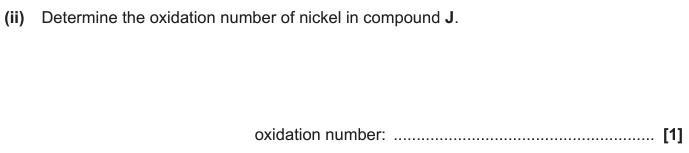 (ii) Determine the oxidation number of nickel in compound J.
oxidation number: .......................................................... [1]